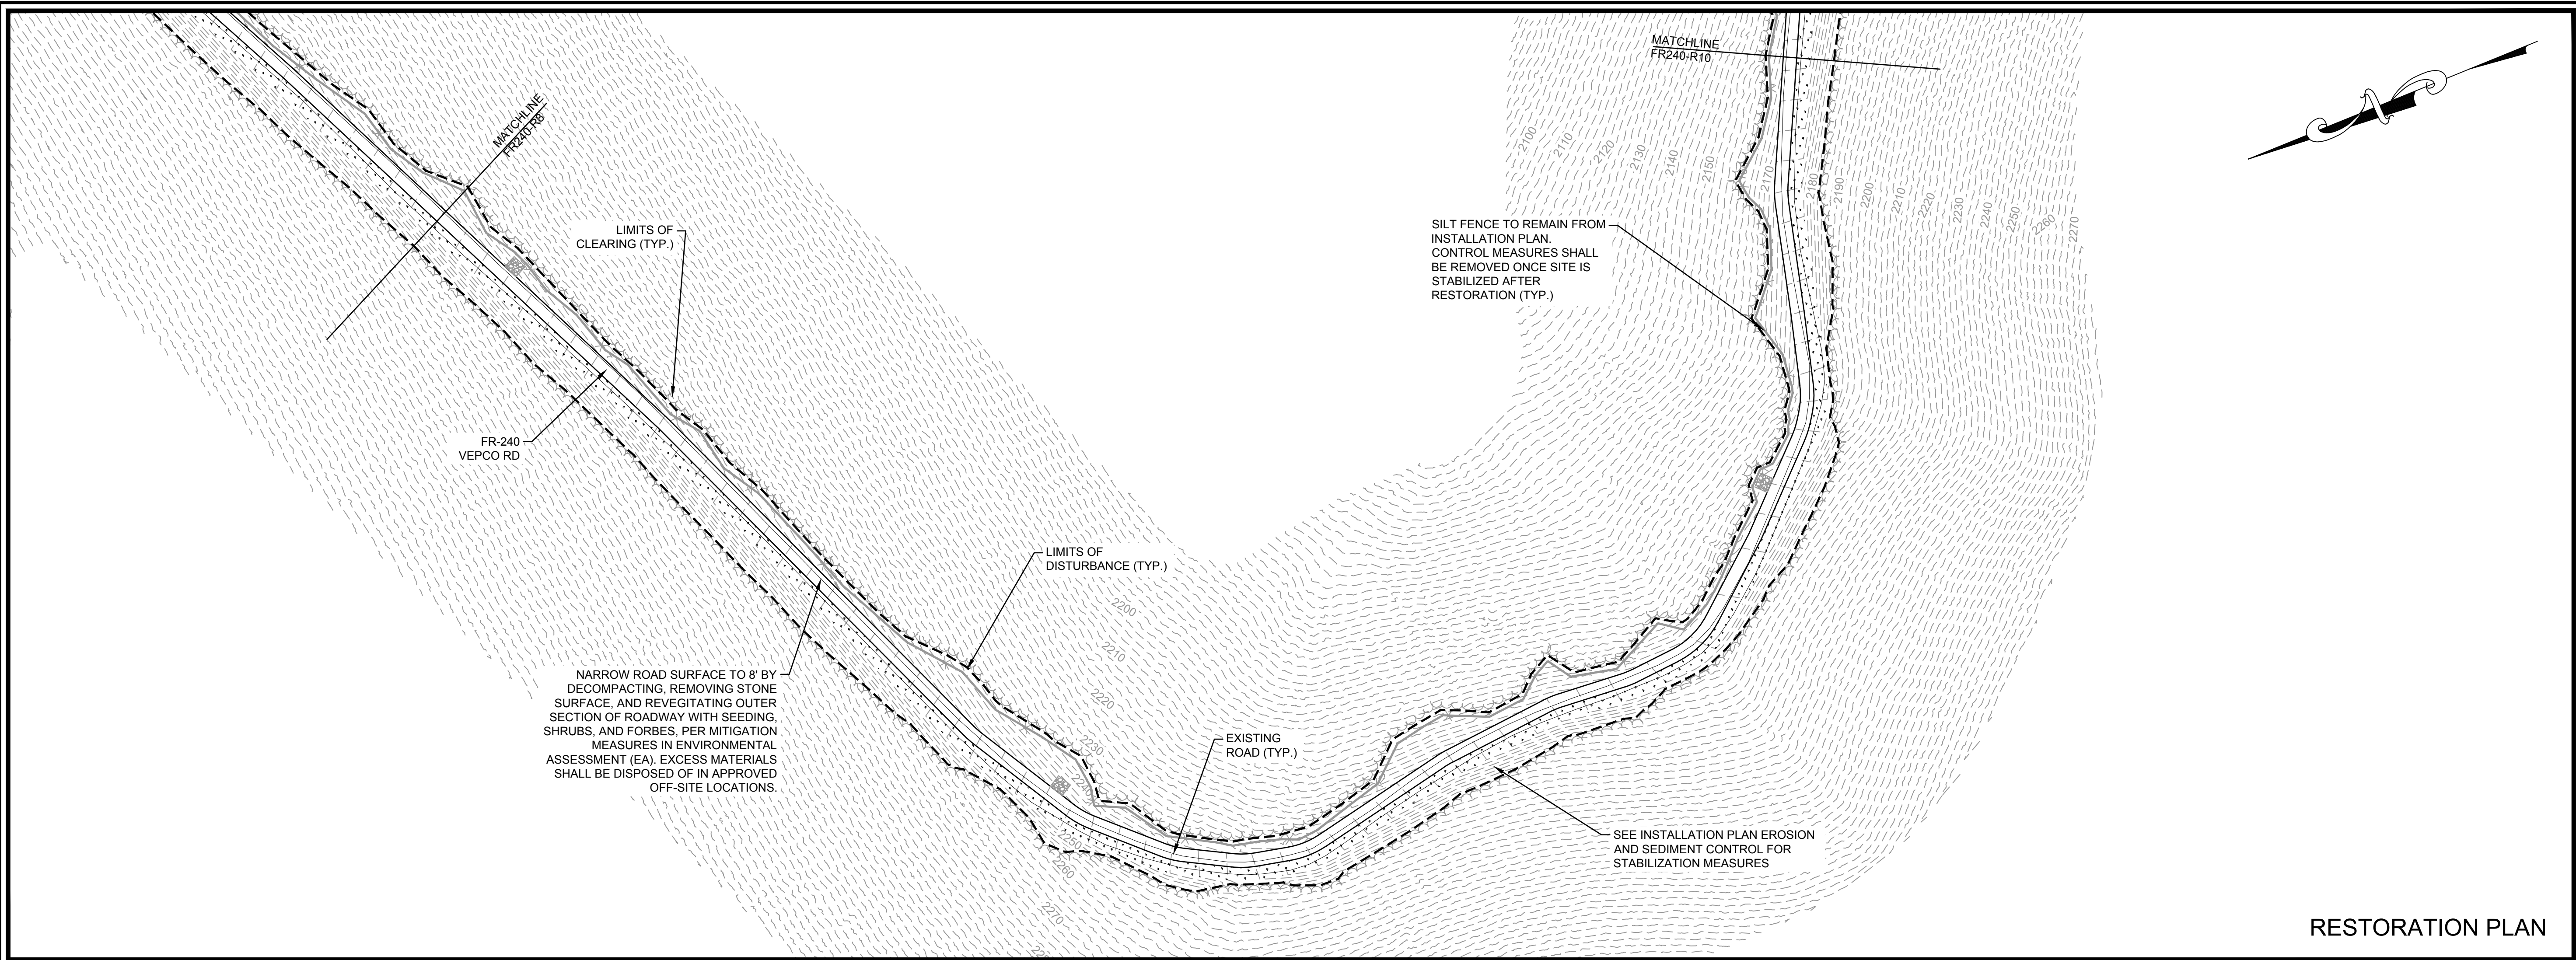 MATCHLINE
FR240-R8
MATCHLINE
FR240-R10
N
LIMITS OF
CLEARING (TYP.)
SILT FENCE TO REMAIN FROM
INSTALLATION PLAN.
CONTROL MEASURES SHALL
BE REMOVED ONCE SITE IS
STABILIZED AFTER
RESTORATION (TYP.)
2100
2110
2120
2130
2140
2150
2170
2180
2190
2200
2210
2220
2230
2240
2250
2260
2270
FR-240
VEPCO RD
LIMITS OF
DISTURBANCE (TYP.)
2200
2210
2220
2230
2240
2250
2260
2270
NARROW ROAD SURFACE TO 8' BY
DECOMPACTING, REMOVING STONE
SURFACE, AND REVEGITATING OUTER
SECTION OF ROADWAY WITH SEEDING,
SHRUBS, AND FORBES, PER MITIGATION
MEASURES IN ENVIRONMENTAL
ASSESSMENT (EA). EXCESS MATERIALS
SHALL BE DISPOSED OF IN APPROVED
OFF-SITE LOCATIONS.
EXISTING
ROAD (TYP.)
SEE INSTALLATION PLAN EROSION
AND SEDIMENT CONTROL FOR
STABILIZATION MEASURES
RESTORATION PLAN